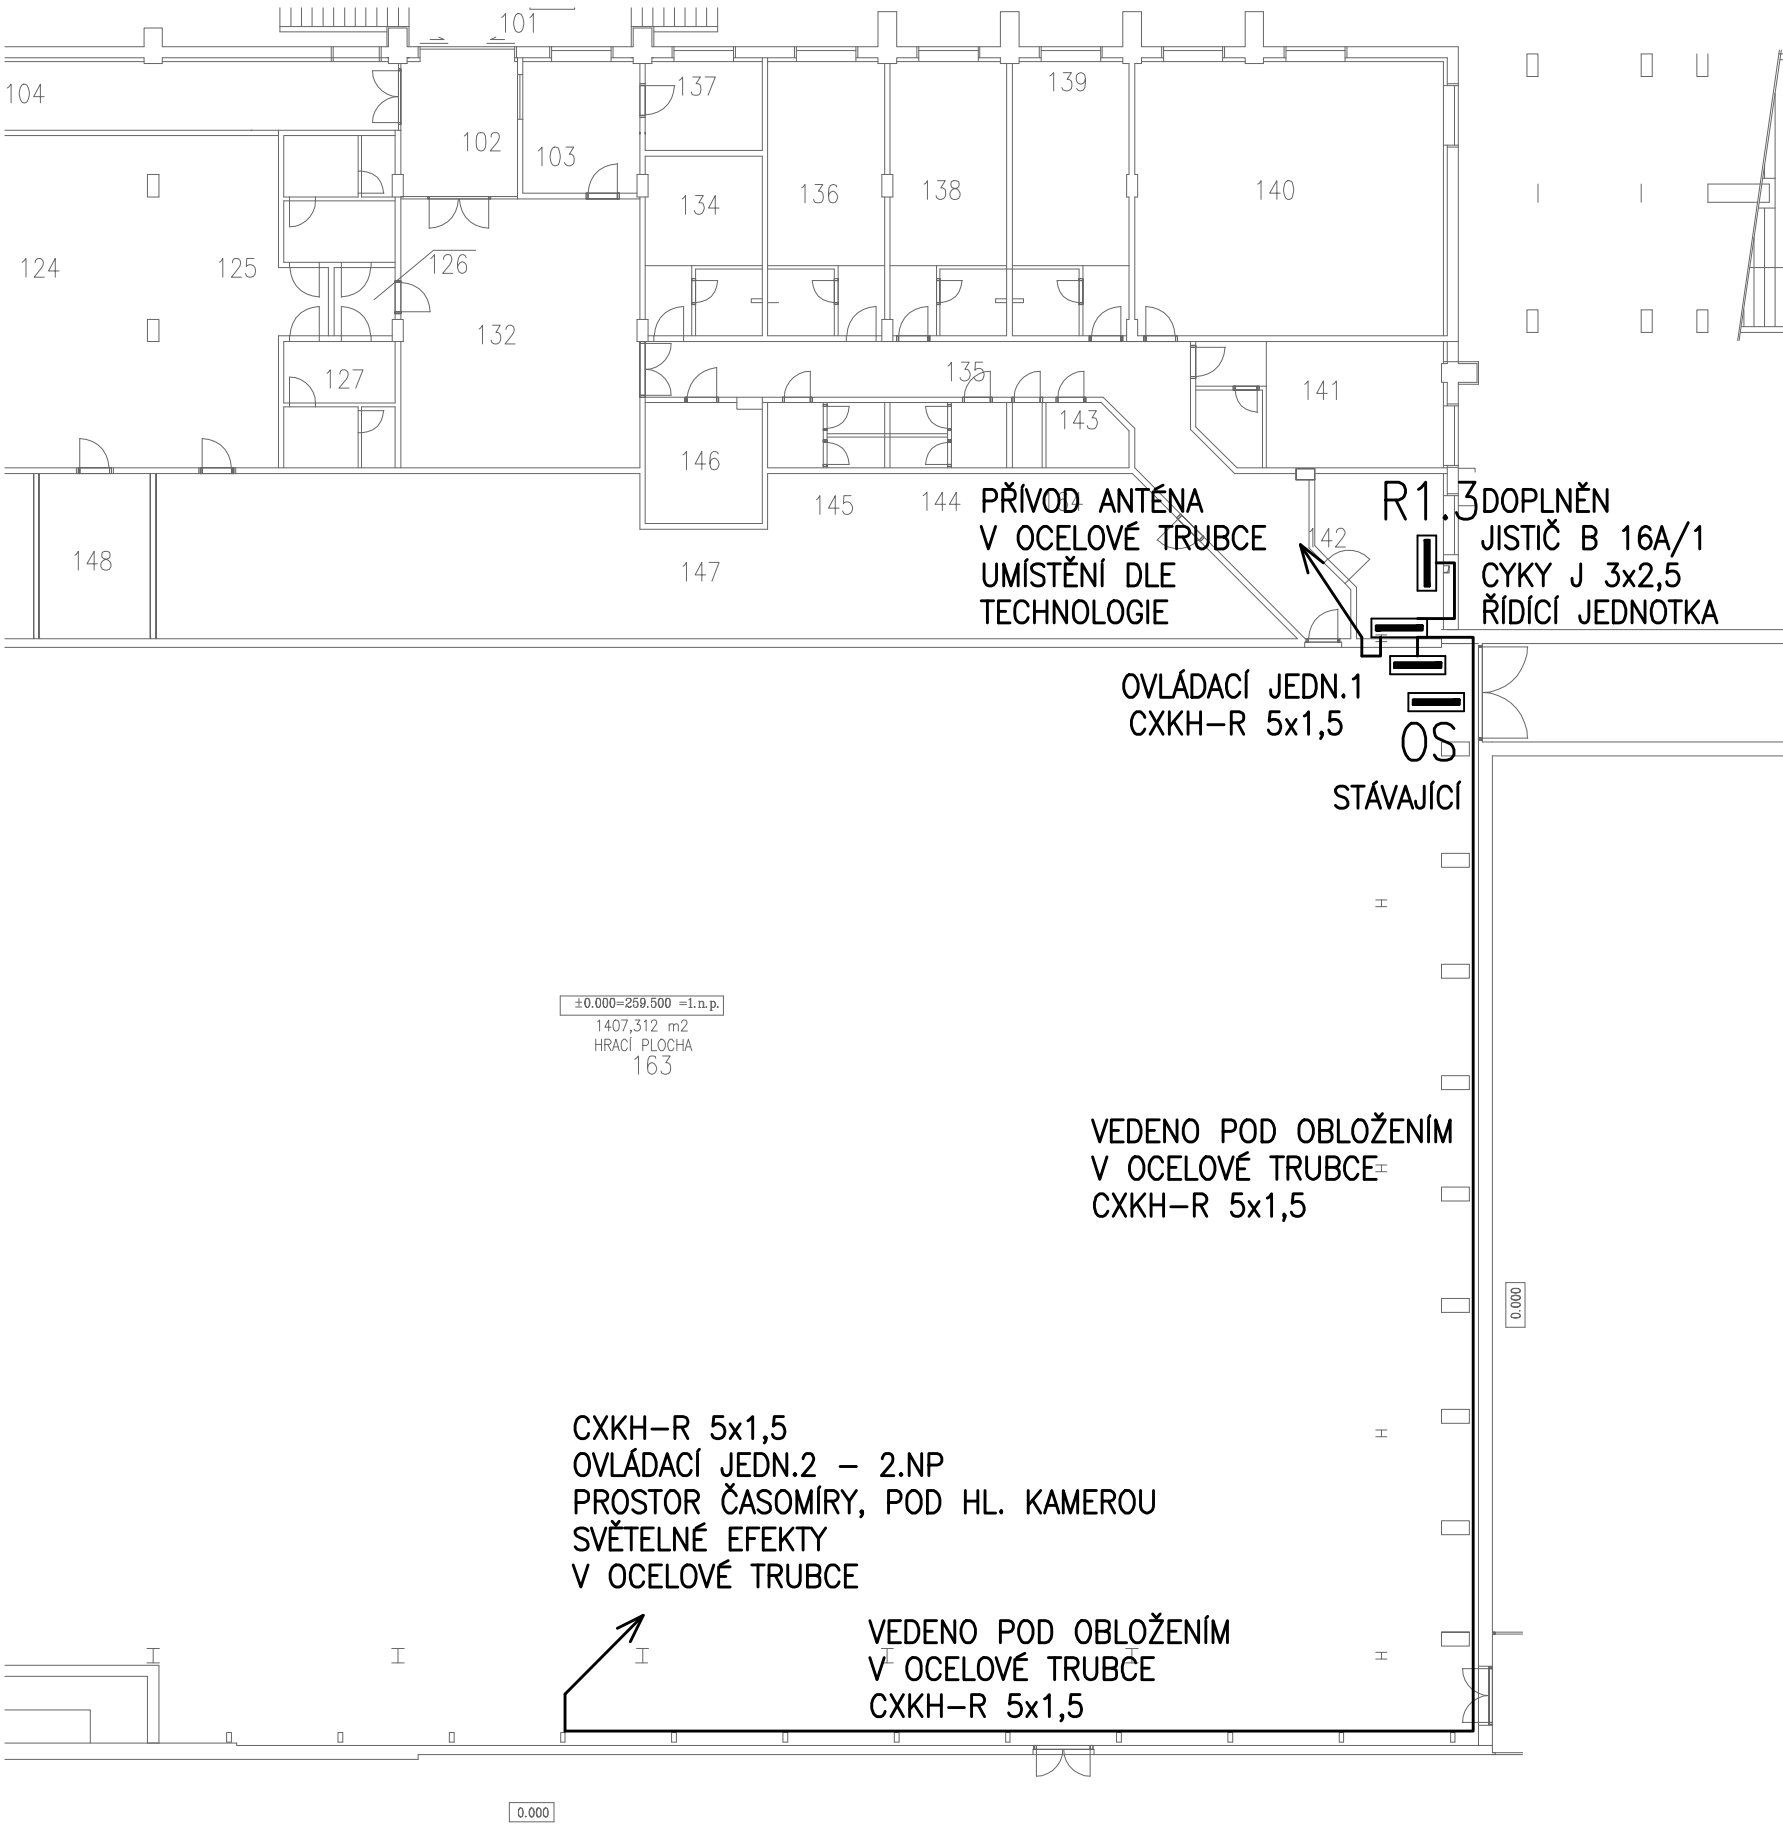 101
104
102
103
137
139
134
136
138
140
124
125
126
132
127
135
141
143
146
145
144
164
142
148
147
PŘÍVOD ANTÉNA
V OCELOVÉ TRUBCE
UMÍSTĚNÍ DLE
TECHNOLOGIE
R1.3
DOPLNĚN
JISTIČ B 16A/1
CYKY J 3x2,5
ŘÍDÍCÍ JEDNOTKA
OVLÁDACÍ JEDN.1
CXKH-R 5x1,5
OS
STÁVAJÍCÍ
±0.000=259.500 =1.n.p.
1407,312 m2
HRACÍ PLOCHA
163
VEDENO POD OBLOŽENÍM
V OCELOVÉ TRUBCE
CXKH-R 5x1,5
0.000
CXKH-R 5x1,5
OVLÁDACÍ JEDN.2 - 2.NP
PROSTOR ČASOMÍRY, POD HL. KAMEROU
SVĚTELNÉ EFEKTY
V OCELOVÉ TRUBCE
VEDENO POD OBLOŽENÍM
V OCELOVÉ TRUBCE
CXKH-R 5x1,5
0.000